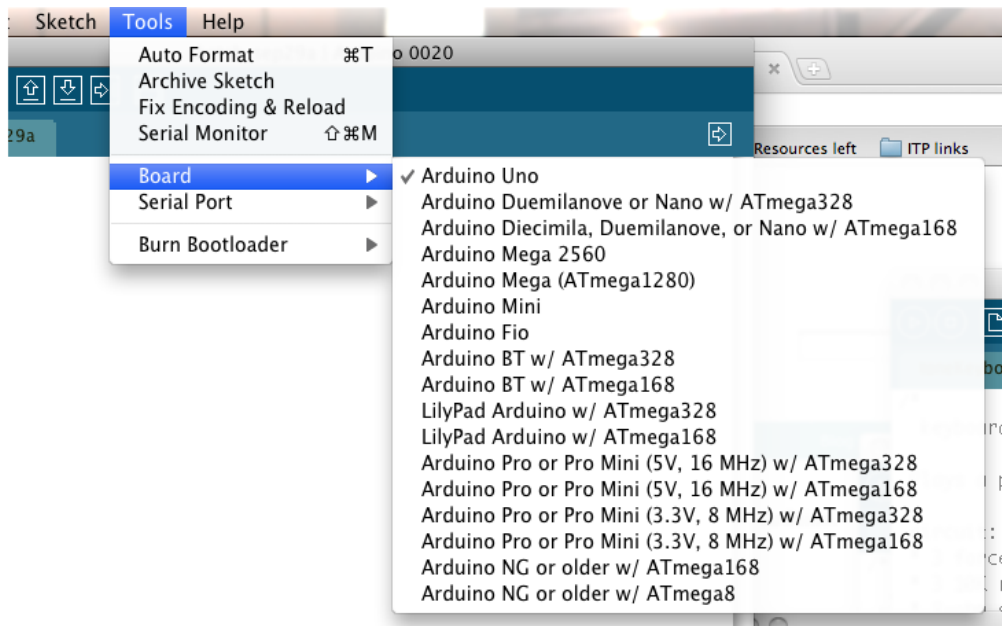 Sketch Tools Help
o 0020
Auto Format ⌘T
Archive Sketch
Fix Encoding & Reload
Serial Monitor ⇧⌘M
29a
Board
Serial Port
Burn Bootloader
Resources left ITP links
✓ Arduino Uno
Arduino Duemilanove or Nano w/ ATmega328
Arduino Diecimila, Duemilanove, or Nano w/ ATmega168
Arduino Mega 2560
Arduino Mega (ATmega1280)
Arduino Mini
Arduino Fio
Arduino BT w/ ATmega328
Arduino BT w/ ATmega168
LilyPad Arduino w/ ATmega328
LilyPad Arduino w/ ATmega168
Arduino Pro or Pro Mini (5V, 16 MHz) w/ ATmega328
Arduino Pro or Pro Mini (5V, 16 MHz) w/ ATmega168
Arduino Pro or Pro Mini (3.3V, 8 MHz) w/ ATmega328
Arduino Pro or Pro Mini (3.3V, 8 MHz) w/ ATmega168
Arduino NG or older w/ ATmega168
Arduino NG or older w/ ATmega8